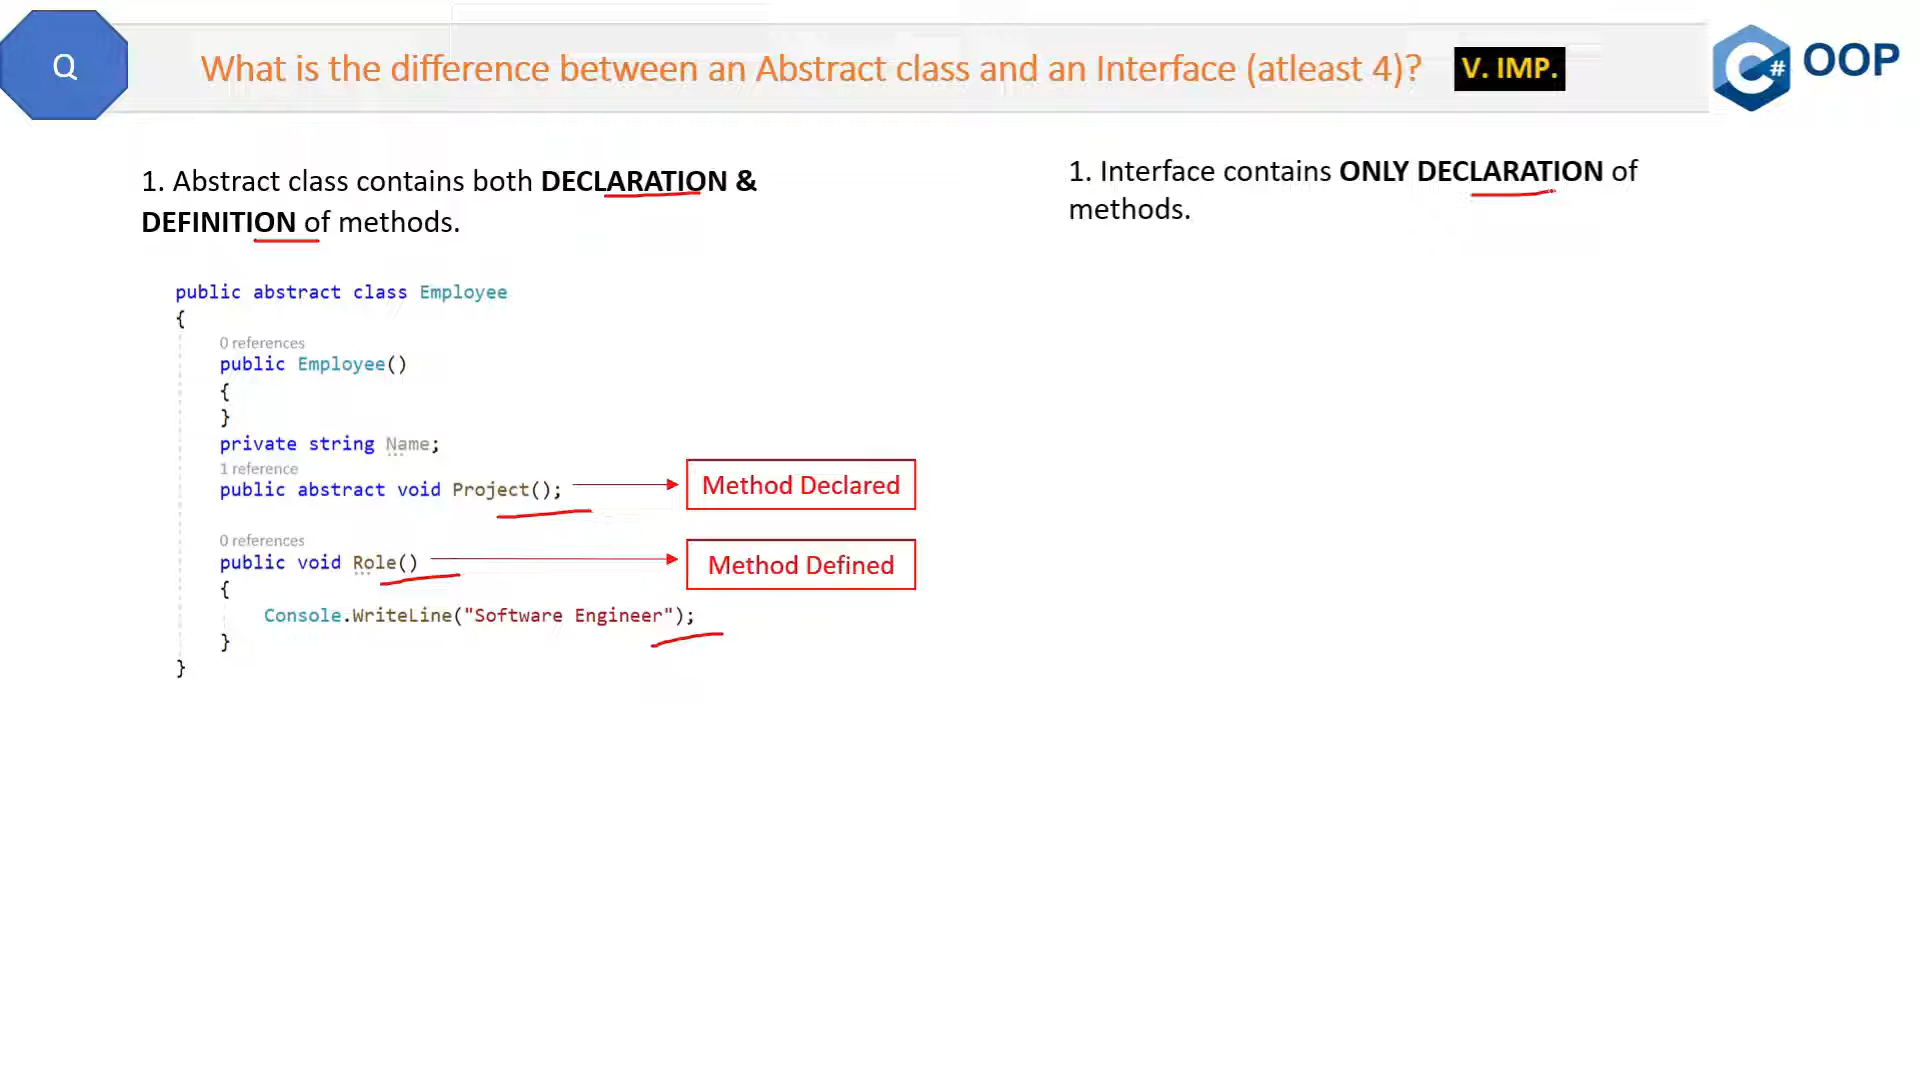 Q
What is the difference between an Abstract class and an Interface (atleast 4)?
V. IMP.
C# OOP
1. Abstract class contains both DECLARATION &
DEFINITION of methods.
1. Interface contains ONLY DECLARATION of
methods.
public abstract class Employee
{
0 references
public Employee()
{
}
private string Name;
1 reference
public abstract void Project();
Method Declared
0 references
public void Role()
Method Defined
{
Console.WriteLine("Software Engineer");
}
}